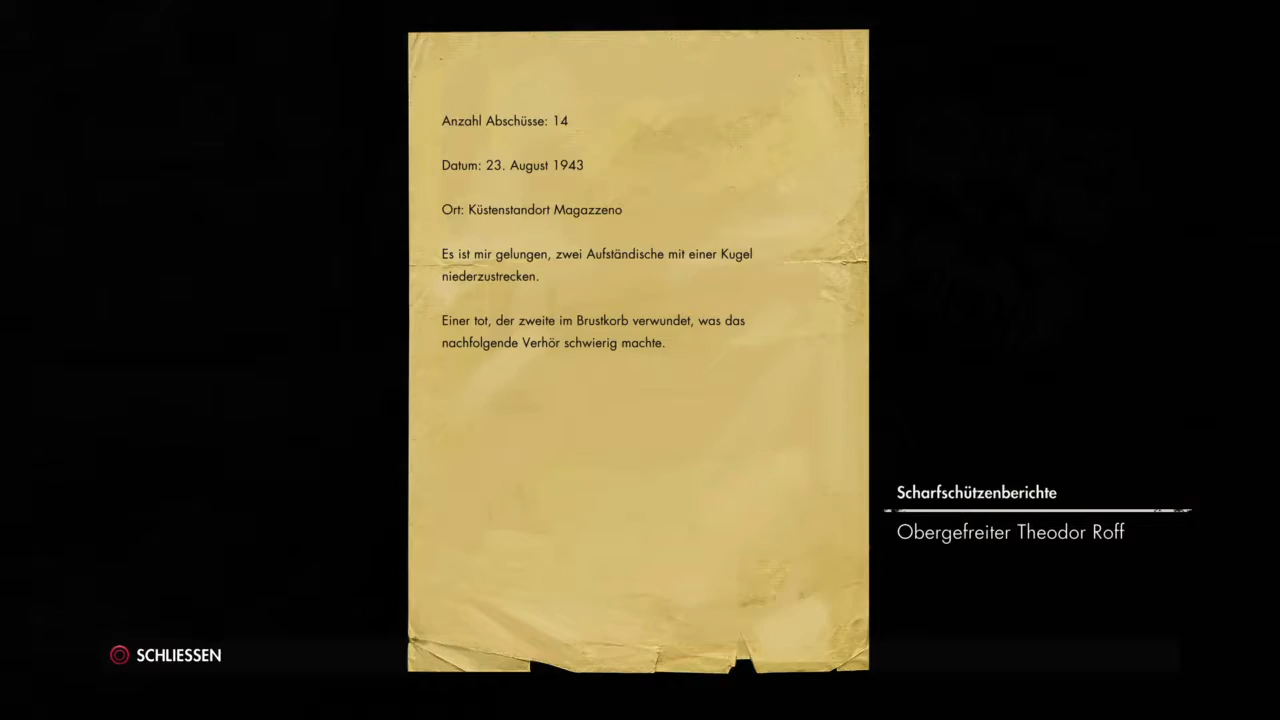 Anzahl Abschüsse: 14
Datum: 23. August 1943
Ort: Küstenstandort Magazzeno
Es ist mir gelungen, zwei Aufständische mit einer Kugel
niederzustrecken.
Einer tot, der zweite im Brustkorb verwundet, was das
nachfolgende Verhör schwierig machte.
Scharfschützenberichte
Obergefreiter Theodor Roff
SCHLIESSEN